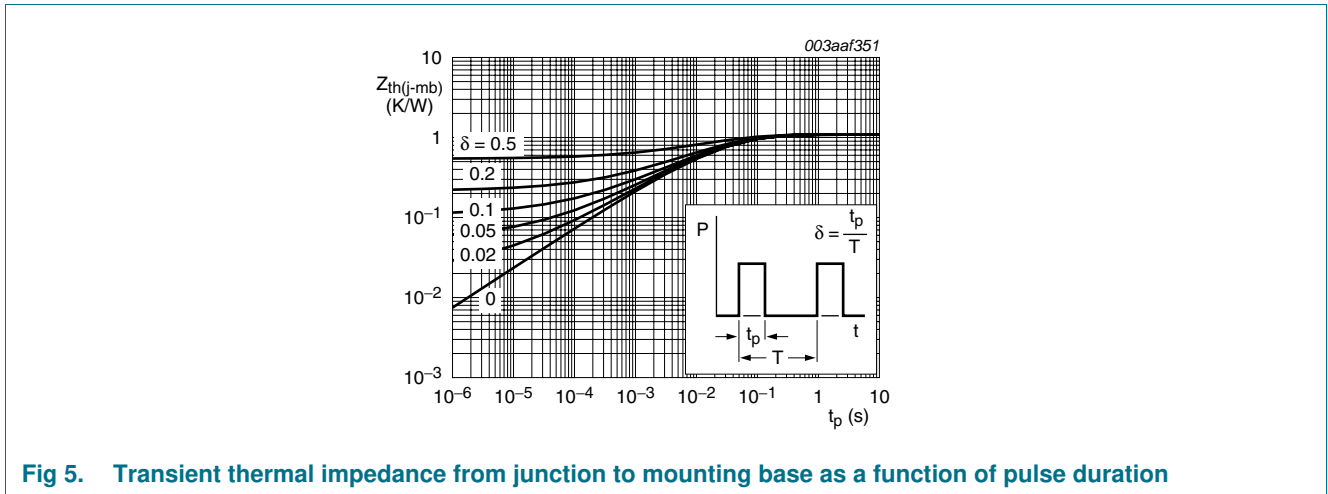 003aaf351
10
Zth(j-mb)
(K/W)
1
δ = 0.5
0.2
0.1
10−1
0.05
0.02
10−2
0
10−3
P
δ = tp/T
tp
T
t
10−6 10−5 10−4 10−3 10−2 10−1 1 10
tp (s)
Fig 5. Transient thermal impedance from junction to mounting base as a function of pulse duration